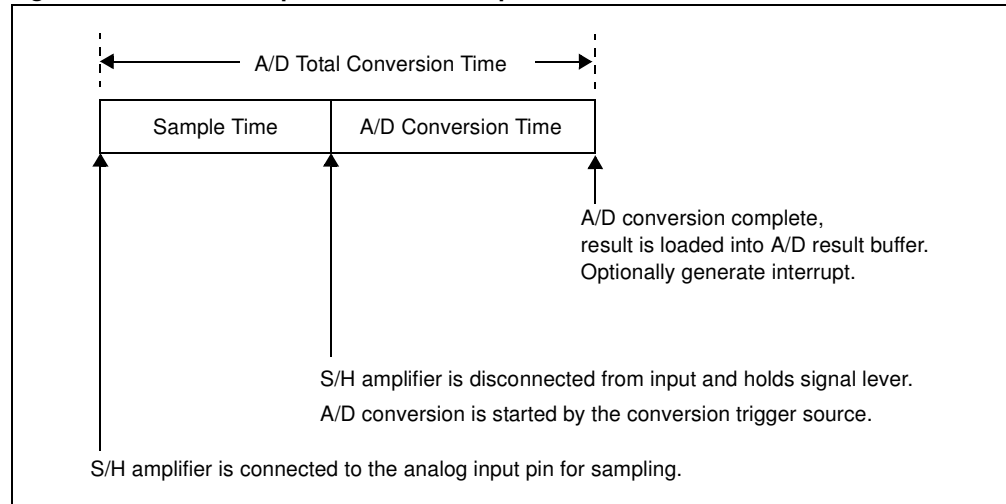 A/D Total Conversion Time
Sample Time
A/D Conversion Time
A/D conversion complete,
result is loaded into A/D result buffer.
Optionally generate interrupt.
S/H amplifier is disconnected from input and holds signal lever.
A/D conversion is started by the conversion trigger source.
S/H amplifier is connected to the analog input pin for sampling.